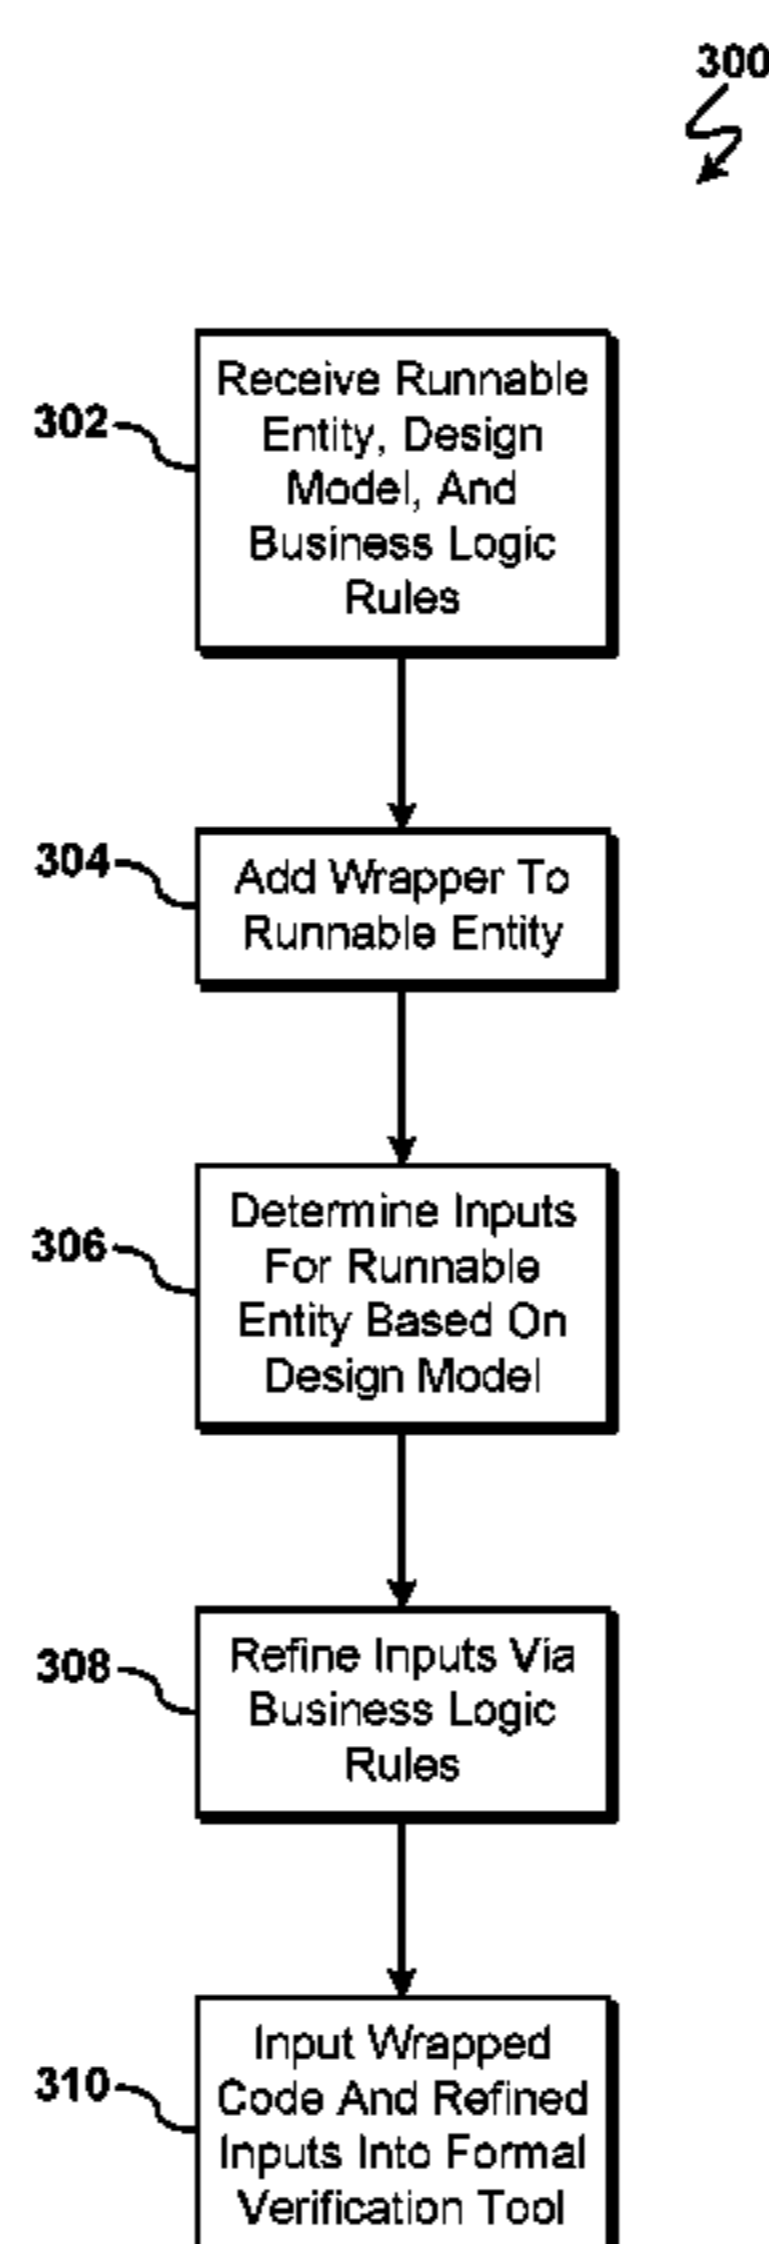 300
302
Receive Runnable
Entity, Design
Model, And
Business Logic
Rules
304
Add Wrapper To
Runnable Entity
306
Determine Inputs
For Runnable
Entity Based On
Design Model
308
Refine Inputs Via
Business Logic
Rules
310
Input Wrapped
Code And Refined
Inputs Into Formal
Verification Tool